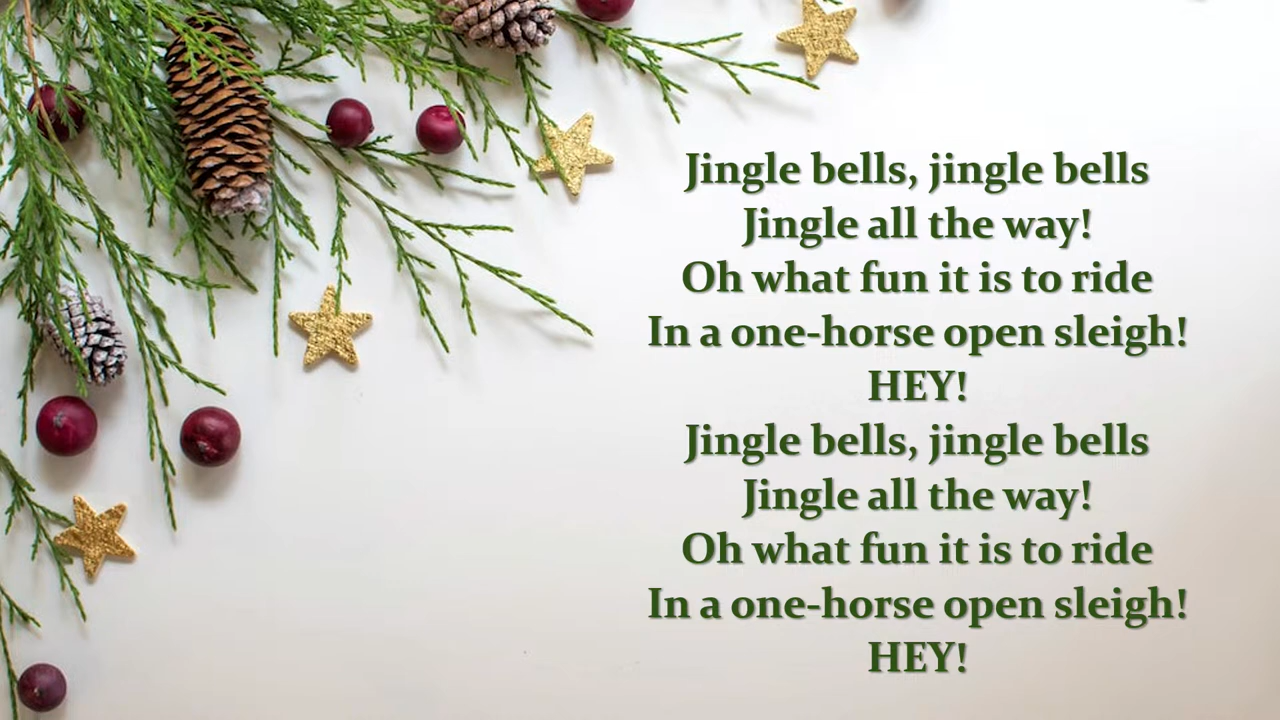 Jingle bells, jingle bells
Jingle all the way!
Oh what fun it is to ride
In a one-horse open sleigh!
HEY!
Jingle bells, jingle bells
Jingle all the way!
Oh what fun it is to ride
In a one-horse open sleigh!
HEY!